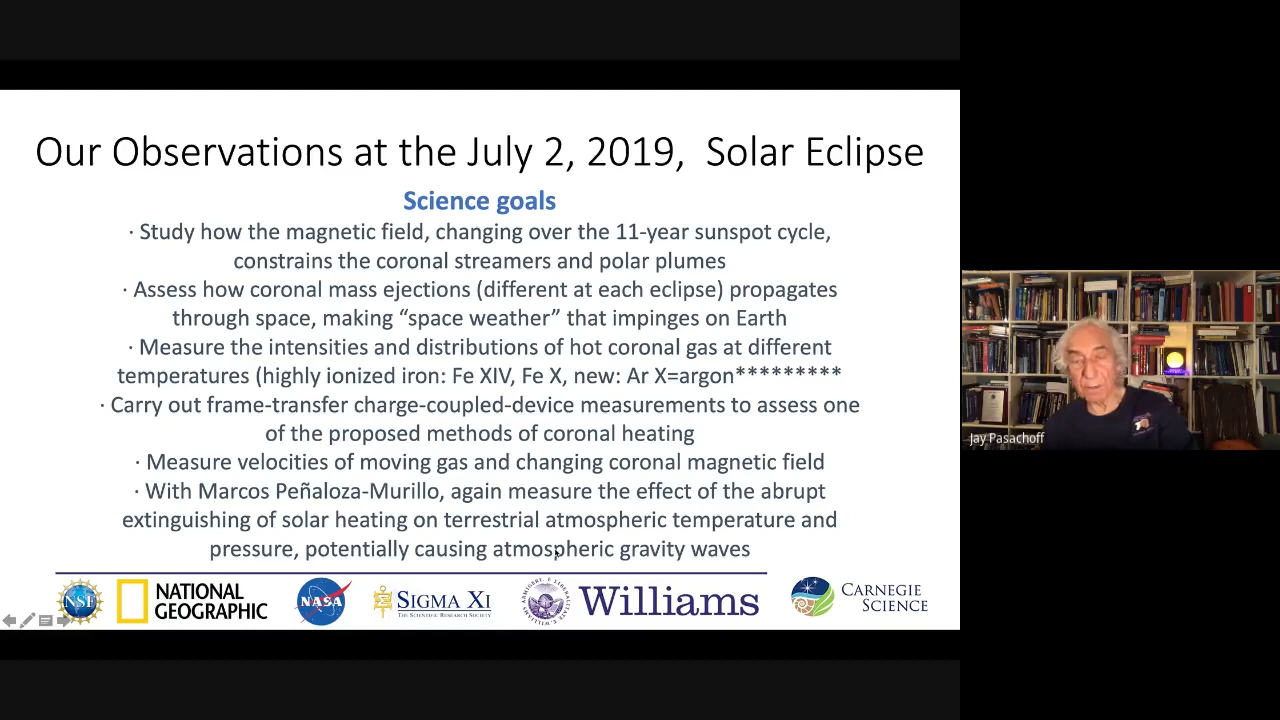 Our Observations at the July 2, 2019,  Solar Eclipse
Science goals
· Study how the magnetic field, changing over the 11-year sunspot cycle,
constrains the coronal streamers and polar plumes
· Assess how coronal mass ejections (different at each eclipse) propagates
through space, making “space weather” that impinges on Earth
· Measure the intensities and distributions of hot coronal gas at different
temperatures (highly ionized iron: Fe XIV, Fe X, new: Ar X=argon*********
· Carry out frame-transfer charge-coupled-device measurements to assess one
of the proposed methods of coronal heating
· Measure velocities of moving gas and changing coronal magnetic field
· With Marcos Peñaloza-Murillo, again measure the effect of the abrupt
extinguishing of solar heating on terrestrial atmospheric temperature and
pressure, potentially causing atmospheric gravity waves
NSF
NATIONAL
GEOGRAPHIC
NASA
SIGMA XI
THE SCIENTIFIC RESEARCH SOCIETY
Williams
CARNEGIE
SCIENCE
Jay Pasachoff